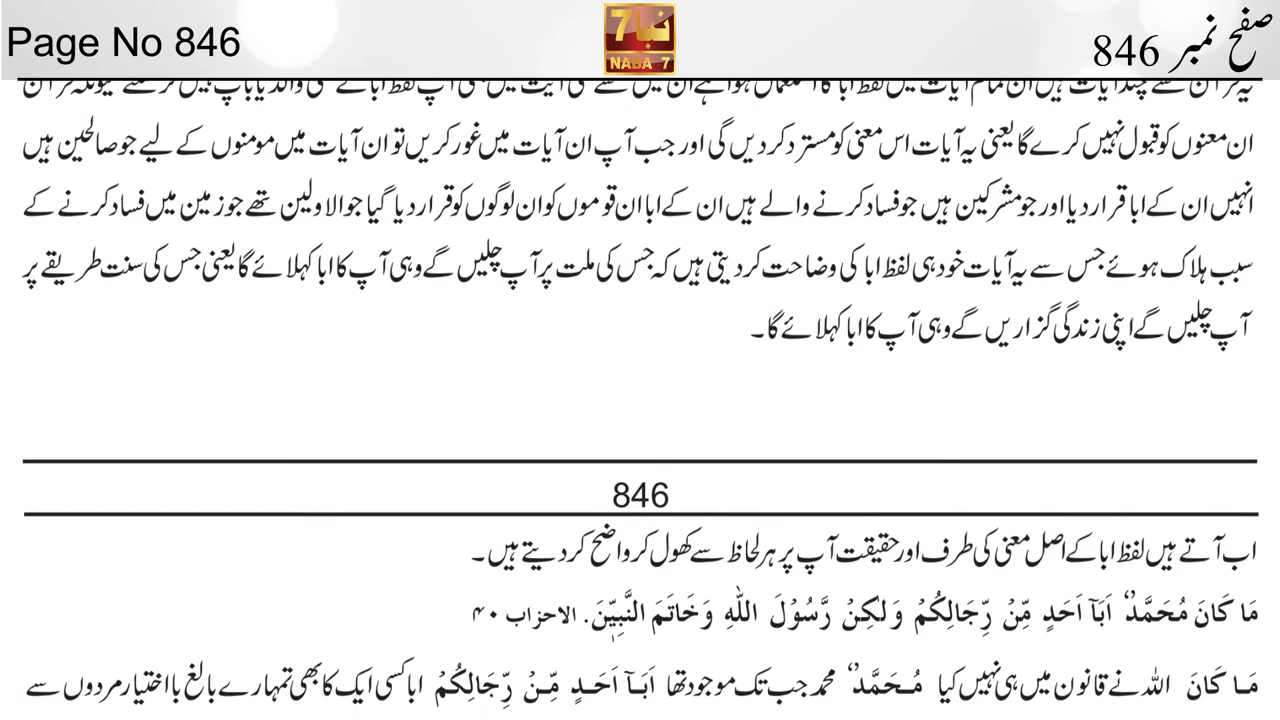 Page No 846
نبا 7
NABA 7
صفح نمبر 846
ان معنوں کو قبول نہیں کرے گا یعنی یہ آیات اس معنی کو مسترد کر دیں گی اور جب آپ ان آیات میں غور کریں تو ان آیات میں مومنوں کے لیے جو صالحین ہیں
انہیں ان کے ابا قرار دیا اور جو مشرکین ہیں جو فساد کرنے والے ہیں ان کے ابا ان قوموں کو ان لوگوں کو قرار دیا گیا جو الاولین تھے جو زمین میں فساد کرنے کے
سبب ہلاک ہوئے جس سے یہ آیات خود ہی لفظ ابا کی وضاحت کر دیتی ہیں کہ جس کی ملت پر آپ چلیں گے وہی آپ کا ابا کہلائے گا یعنی جس کی سنت طریقے پر
آپ چلیں گے اپنی زندگی گزاریں گے وہی آپ کا ابا کہلائے گا۔
846
اب آتے ہیں لفظ ابا کے اصل معنی کی طرف اور حقیقت آپ پر ہر لحاظ سے کھول کر واضح کر دیتے ہیں۔
مَا كَانَ مُحَمَّدٌ اَبَآ اَحَدٍ مِّنْ رِّجَالِكُمْ وَلٰكِنْ رَّسُوْلَ اللّٰهِ وَخَاتَمَ النَّبِيّٖنَ. الاحزاب ۴۰
مَا كَانَ اللہ نے قانون میں ہی نہیں کیا مُحَمَّدٌ محمد جب تک موجود تھا اَبَآ اَحَدٍ مِّنْ رِّجَالِكُمْ ابا کسی ایک کا بھی تمہارے بالغ با اختیار مردوں سے